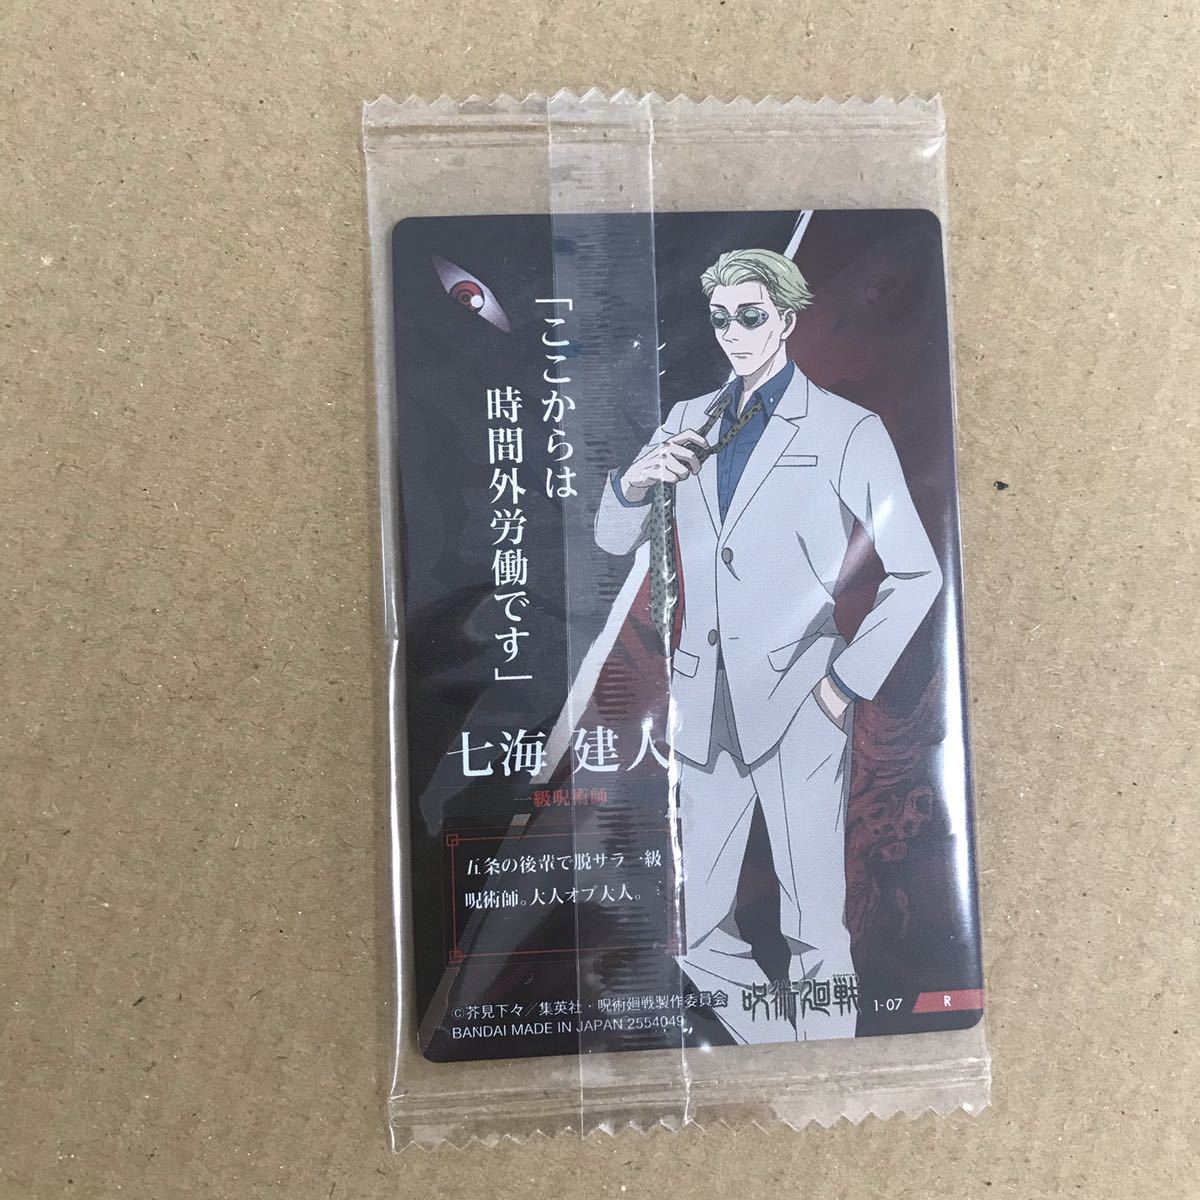 「ここからは
時間外労働です」
七海 建人
一級呪術師
五条の後輩で脱サラ一級
呪術師。大人オブ大人。
©芥見下々／集英社・呪術廻戦製作委員会
BANDAI MADE IN JAPAN 2554049
呪術廻戦
1-07
R